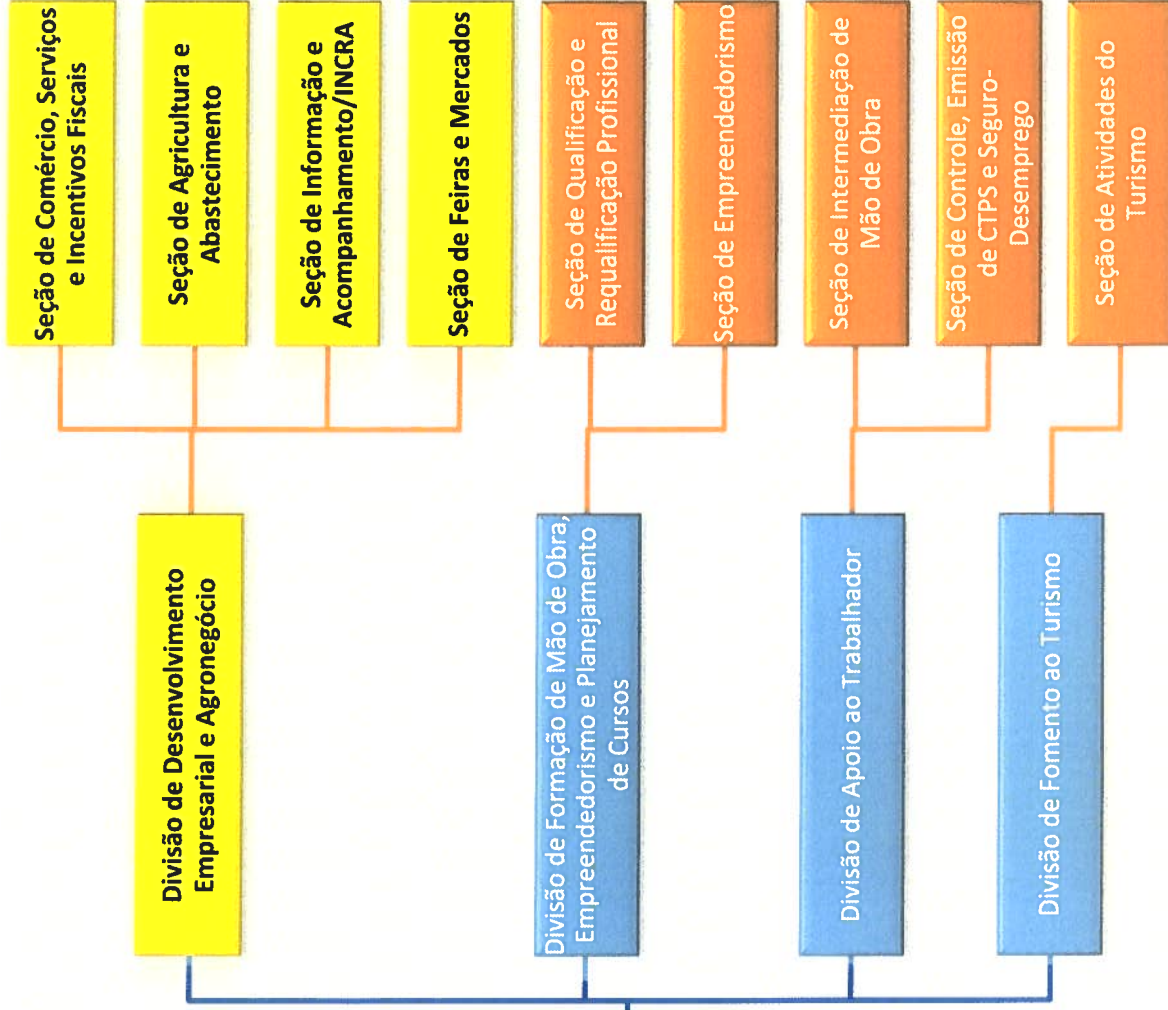 Divisão de Desenvolvimento
Empresarial e Agronegócio
Seção de Comércio, Serviços
e Incentivos Fiscais
Seção de Agricultura e
Abastecimento
Seção de Informação e
Acompanhamento/INCRA
Seção de Feiras e Mercados
Divisão de Formação de Mão de Obra,
Empreendedorismo e Planejamento
de Cursos
Seção de Qualificação e
Requalificação Profissional
Seção de Empreendedorismo
Divisão de Apoio ao Trabalhador
Seção de Intermediação de
Mão de Obra
Seção de Controle, Emissão
de CTPS e Seguro-
Desemprego
Divisão de Fomento ao Turismo
Seção de Atividades do
Turismo